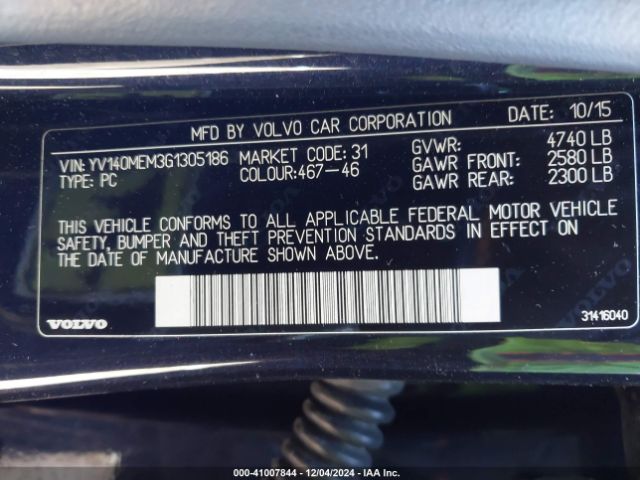 MFD BY VOLVO CAR CORPORATION DATE: 10/15
VIN: YV140MEM3G1305186 MARKET CODE: 31 GVWR: 4740 LB
TYPE: PC COLOUR: 467-46 GAWR FRONT: 2580 LB
GAWR REAR: 2300 LB
THIS VEHICLE CONFORMS TO ALL APPLICABLE FEDERAL MOTOR VEHICLE
SAFETY, BUMPER AND THEFT PREVENTION STANDARDS IN EFFECT ON
THE DATE OF MANUFACTURE SHOWN ABOVE.
VOLVO 31416040
000-41007844 - 12/04/2024 - IAA Inc.